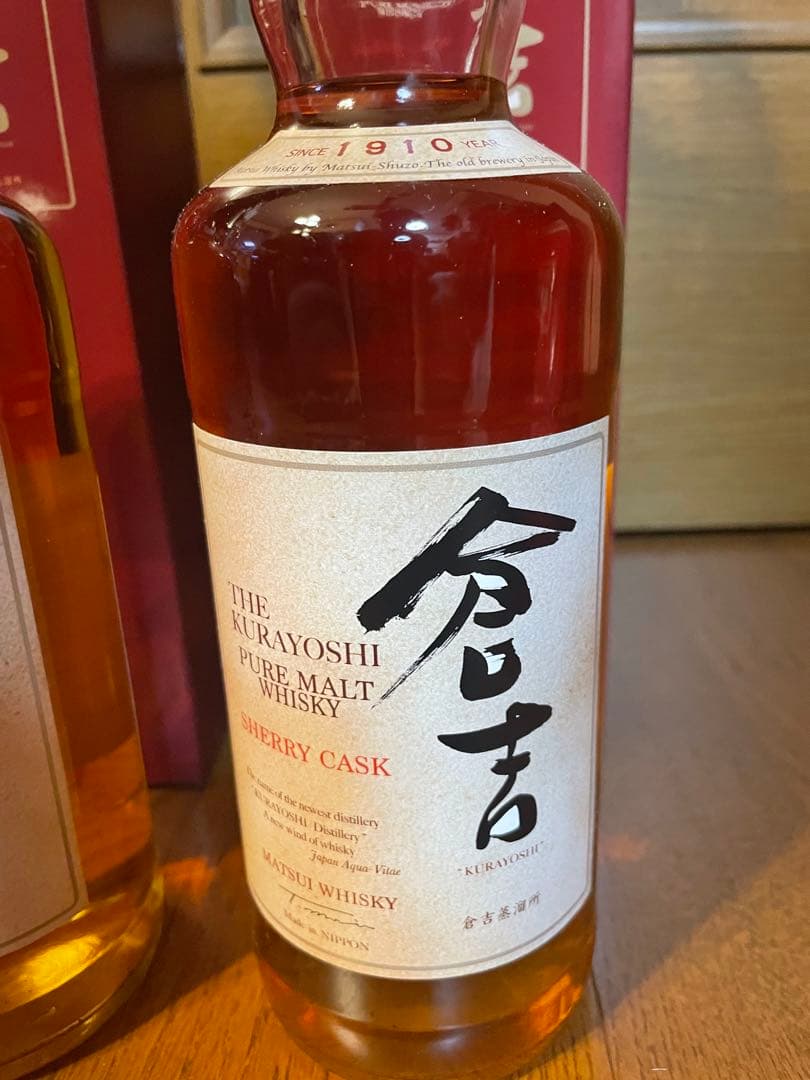 SINCE 1910 YEAR
Whisky by Matsui-Shuzo-The old brewery in
倉吉
THE
KURAYOSHI
PURE MALT
WHISKY
SHERRY CASK
The name of the newest distillery
"KURAYOSHI Distillery"
A new wind of whisky
Japan Aqua-Vitae
MATSUI WHISKY
Made in NIPPON
"KURAYOSHI"
倉吉蒸溜所